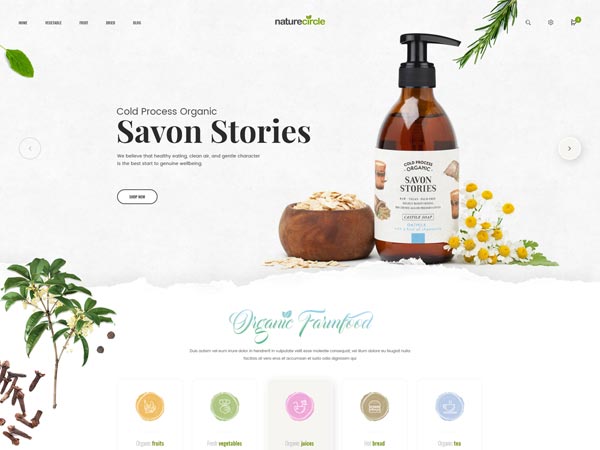 HOME VEGETABLE FRUIT DRIED BLOG
naturecircle
Cold Process Organic
Savon Stories
We believe that healthy eating, clean air, and gentle character
is the best start to genuine wellbeing.
SHOP NOW
COLD PROCESS
ORGANIC
SAVON
STORIES
CASTILE SOAP
Organic Farmfood
Duis autem vel eum iriure dolor in hendrerit in vulputate velit esse molestie consequat, vel illum dolore eu feugiat nulla
facilisis at vero eros et accumsan et iusto odio dignissim qui.
Organic fruits
Fresh vegetables
Organic juices
bread
Organic tea